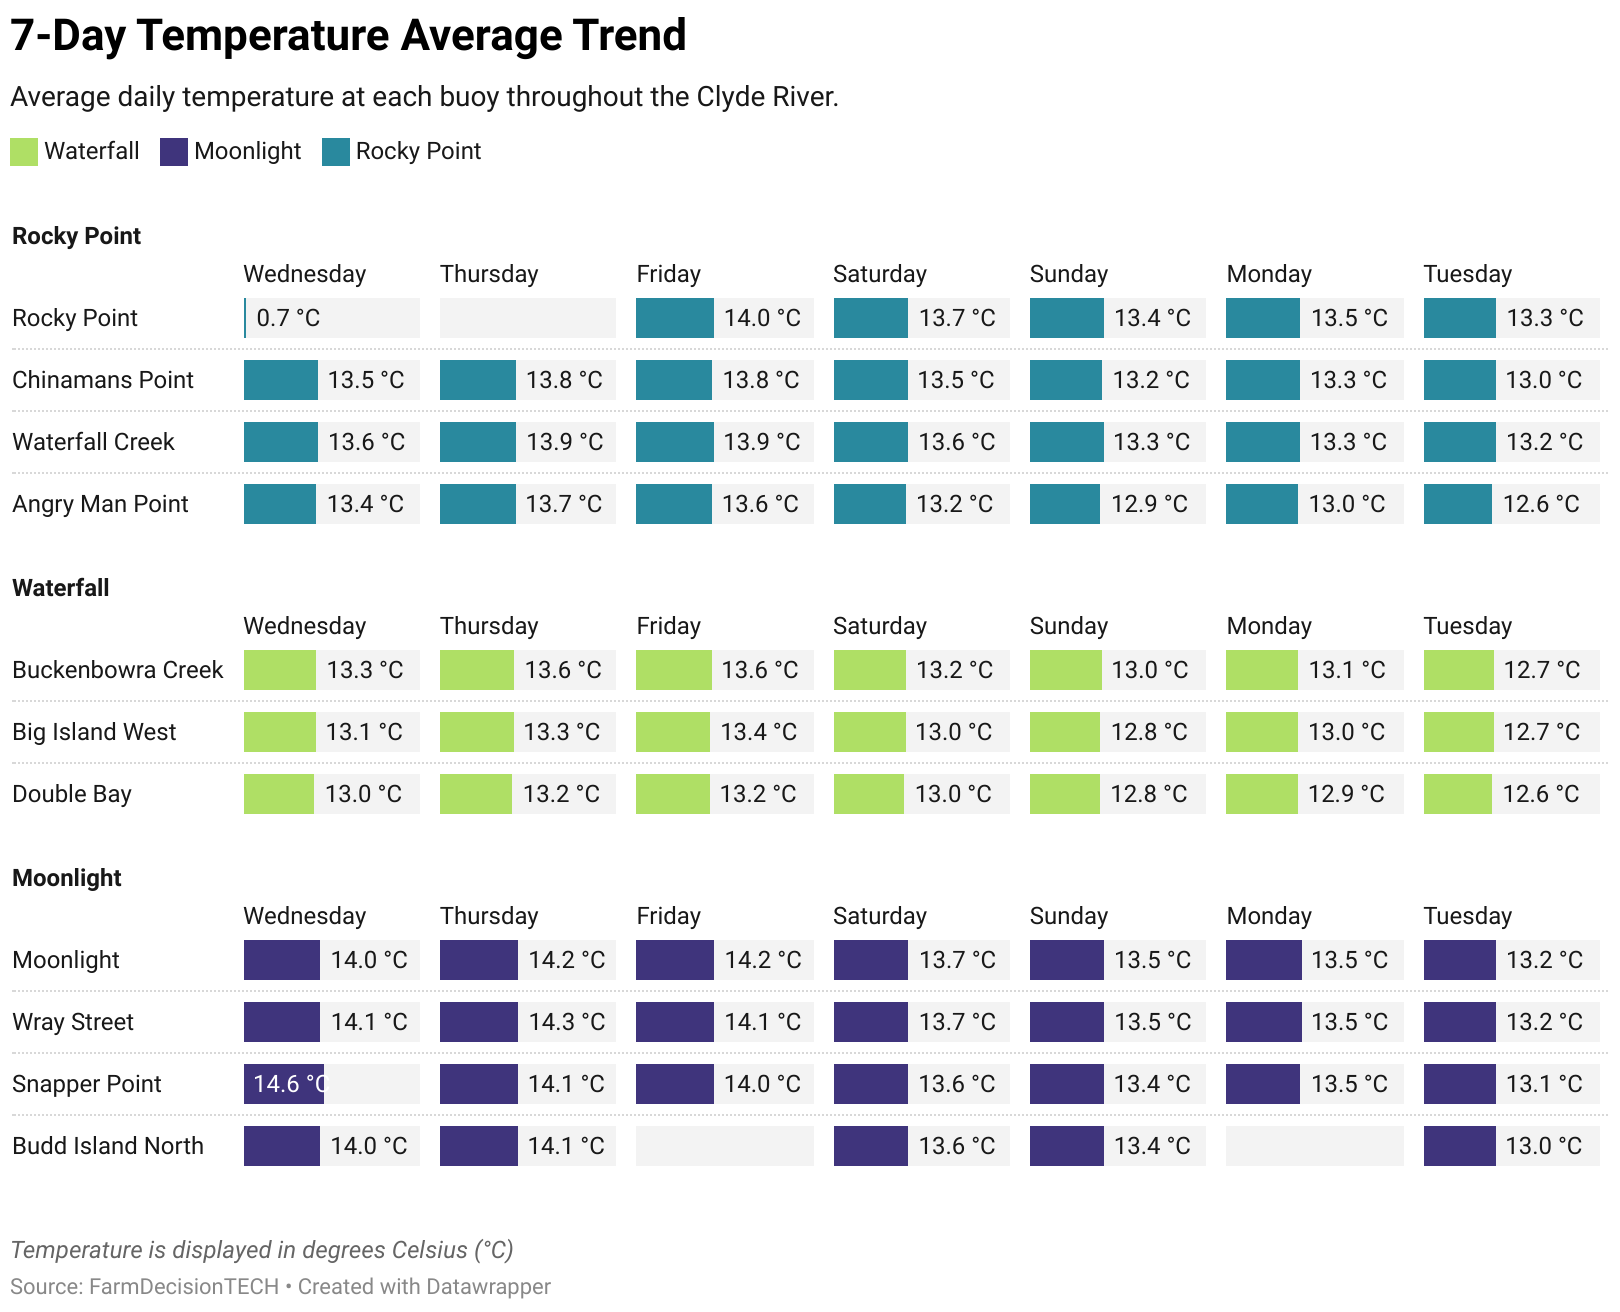 7-Day Temperature Average Trend
Average daily temperature at each buoy throughout the Clyde River.
Waterfall Moonlight Rocky Point
Rocky Point
Wednesday Thursday Friday Saturday Sunday Monday Tuesday
Rocky Point 0.7 °C 14.0 °C 13.7 °C 13.4 °C 13.5 °C 13.3 °C
Chinamans Point 13.5 °C 13.8 °C 13.8 °C 13.5 °C 13.2 °C 13.3 °C 13.0 °C
Waterfall Creek 13.6 °C 13.9 °C 13.9 °C 13.6 °C 13.3 °C 13.3 °C 13.2 °C
Angry Man Point 13.4 °C 13.7 °C 13.6 °C 13.2 °C 12.9 °C 13.0 °C 12.6 °C
Waterfall
Wednesday Thursday Friday Saturday Sunday Monday Tuesday
Buckenbowra Creek 13.3 °C 13.6 °C 13.6 °C 13.2 °C 13.0 °C 13.1 °C 12.7 °C
Big Island West 13.1 °C 13.3 °C 13.4 °C 13.0 °C 12.8 °C 13.0 °C 12.7 °C
Double Bay 13.0 °C 13.2 °C 13.2 °C 13.0 °C 12.8 °C 12.9 °C 12.6 °C
Moonlight
Wednesday Thursday Friday Saturday Sunday Monday Tuesday
Moonlight 14.0 °C 14.2 °C 14.2 °C 13.7 °C 13.5 °C 13.5 °C 13.2 °C
Wray Street 14.1 °C 14.3 °C 14.1 °C 13.7 °C 13.5 °C 13.5 °C 13.2 °C
Snapper Point 14.6 °C 14.1 °C 14.0 °C 13.6 °C 13.4 °C 13.5 °C 13.1 °C
Budd Island North 14.0 °C 14.1 °C 13.6 °C 13.4 °C 13.0 °C
Temperature is displayed in degrees Celsius (°C)
Source: FarmDecisionTECH • Created with Datawrapper